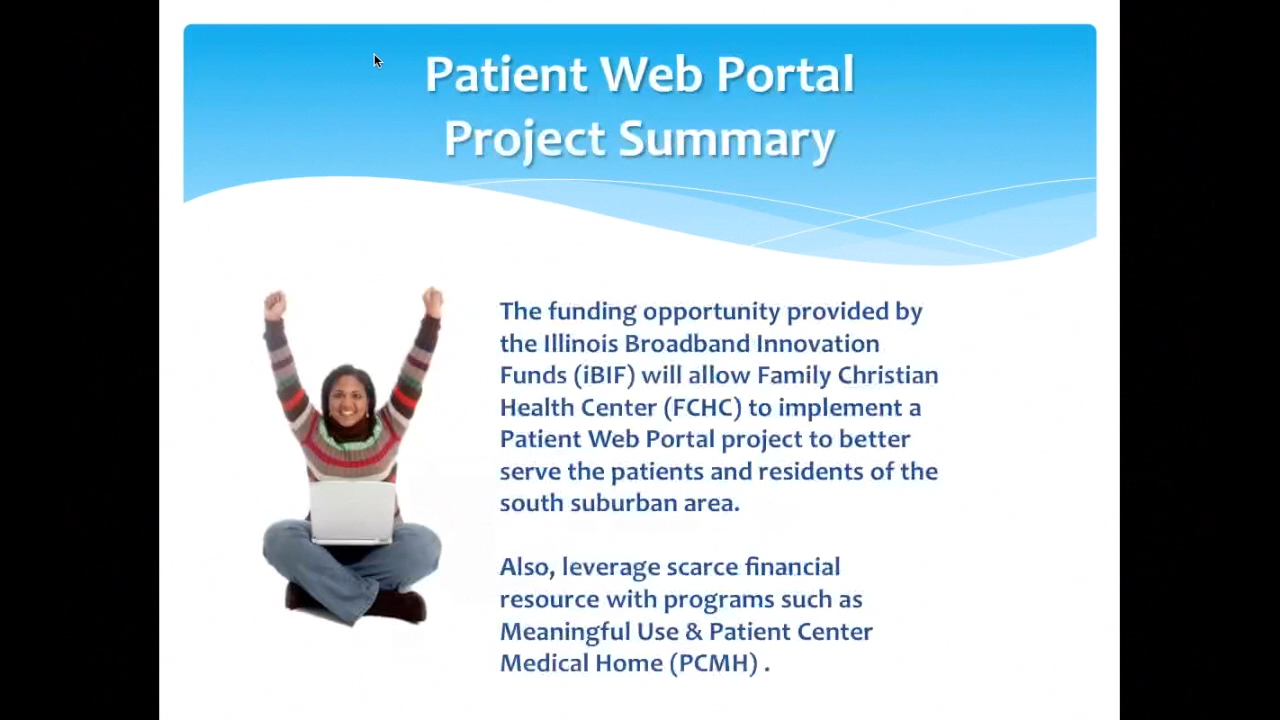 Patient Web Portal
Project Summary
The funding opportunity provided by
the Illinois Broadband Innovation
Funds (iBIF) will allow Family Christian
Health Center (FCHC) to implement a
Patient Web Portal project to better
serve the patients and residents of the
south suburban area.
Also, leverage scarce financial
resource with programs such as
Meaningful Use & Patient Center
Medical Home (PCMH) .